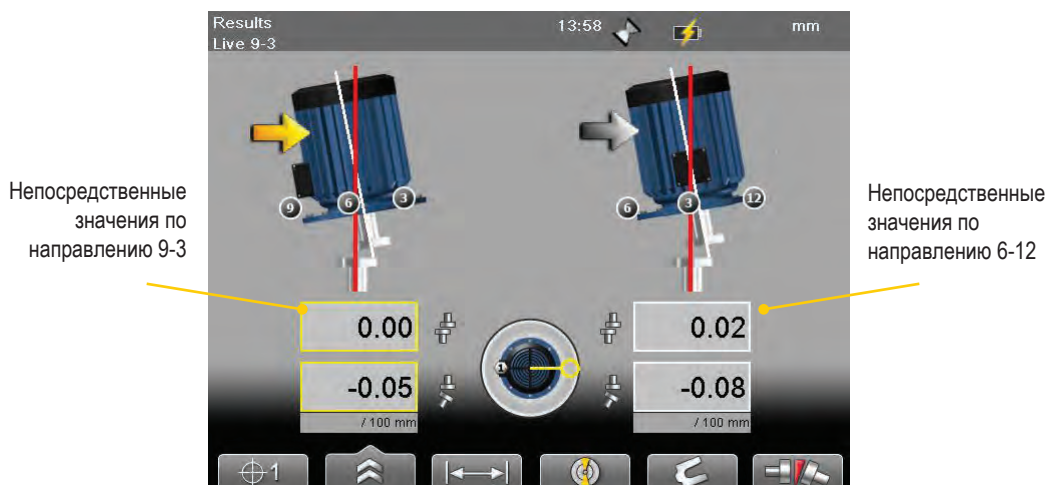 Results
13:58
mm
Live 9-3
9
6
3
6
3
12
Непосредственные
значения по
направлению 9-3
Непосредственные
значения по
направлению 6-12
0.00
0.02
1
-0.05
-0.08
/ 100 mm
/ 100 mm
1